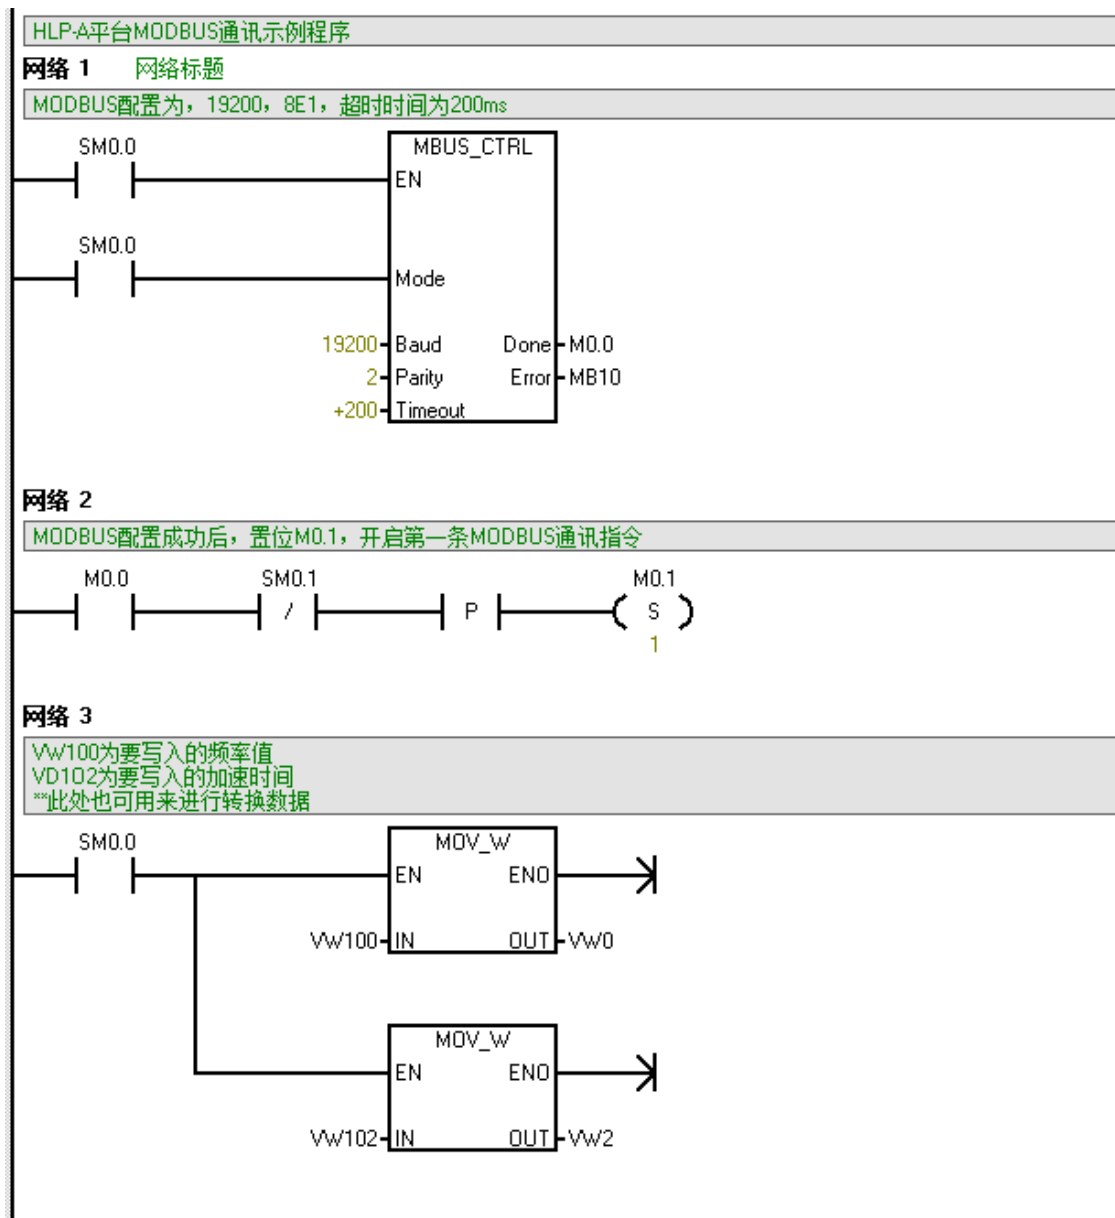 HLP-A平台MODBUS通讯示例程序
网络 1 网络标题
MODBUS配置为，19200，8E1，超时时间为200ms
SM0.0
MBUS_CTRL
EN
SM0.0
Mode
19200 Baud Done M0.0
2 Parity Error MB10
+200 Timeout
网络 2
MODBUS配置成功后，置位M0.1，开启第一条MODBUS通讯指令
M0.0 SM0.1 M0.1
/ P S
1
网络 3
VW100为要写入的频率值
VD102为要写入的加速时间
**此处也可用来进行转换数据
SM0.0 MOV_W
EN ENO
VW100 IN OUT VW0
MOV_W
EN ENO
VW102 IN OUT VW2